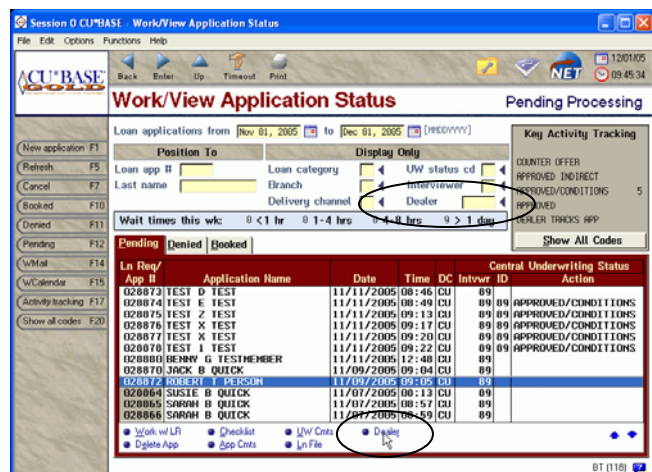 Session 0 CU*BASE - Work/View Application Status
File Edit Options Functions Help
CU*BASE GOLD
Back Enter Up Timeout Print
NET
12/01/05
09:45:34
Work/View Application Status
Pending Processing
New application F1
Refresh F5
Cancel F7
Booked F10
Denied F11
Pending F12
WMail F14
WCalendar F15
Activity tracking F17
Show all codes F20
Loan applications from Nov 01, 2005 to Dec 01, 2005 [MMDDYYYY]
Position To
Display Only
Loan app #
Loan category
UW status cd
Last name
Branch
Interviewer
Delivery channel
Dealer
Wait times this wk: 0 <1 hr 0 1-4 hrs 0 4-8 hrs 9 > 1 day
Key Activity Tracking
COUNTER OFFER
APPROVED INDIRECT
APPROVED/CONDITIONS 5
APPROVED
DEALER TRACKS APP
Show All Codes
Pending Denied Booked
Ln Req/ Central Underwriting Status
App # Application Name Date Time DC Intvwr ID Action
028873 TEST D TEST 11/11/2005 08:46 CU 89
028874 TEST E TEST 11/11/2005 08:49 CU 89 89 APPROVED/CONDITIONS
028875 TEST Z TEST 11/11/2005 09:13 CU 89 89 APPROVED/CONDITIONS
028876 TEST X TEST 11/11/2005 09:17 CU 89 89 APPROVED/CONDITIONS
028877 TEST X TEST 11/11/2005 09:20 CU 89 89 APPROVED/CONDITIONS
028878 TEST 1 TEST 11/11/2005 09:22 CU 89 89 APPROVED/CONDITIONS
028880 BENNY G TESTMEMBER 11/11/2005 12:48 CU 89
028870 JACK B QUICK 11/09/2005 09:04 CU 89
028872 ROBERT T PERSON 11/09/2005 09:05 CU 89
028864 SUSIE B QUICK 11/07/2005 08:13 CU 89
028865 SARAH B QUICK 11/07/2005 08:57 CU 89
028866 SARAH B QUICK 11/07/2005 08:59 CU 89
Work w/LR Checklist UW Cmts Dealer
Delete App App Cmts Ln File
BT (118)